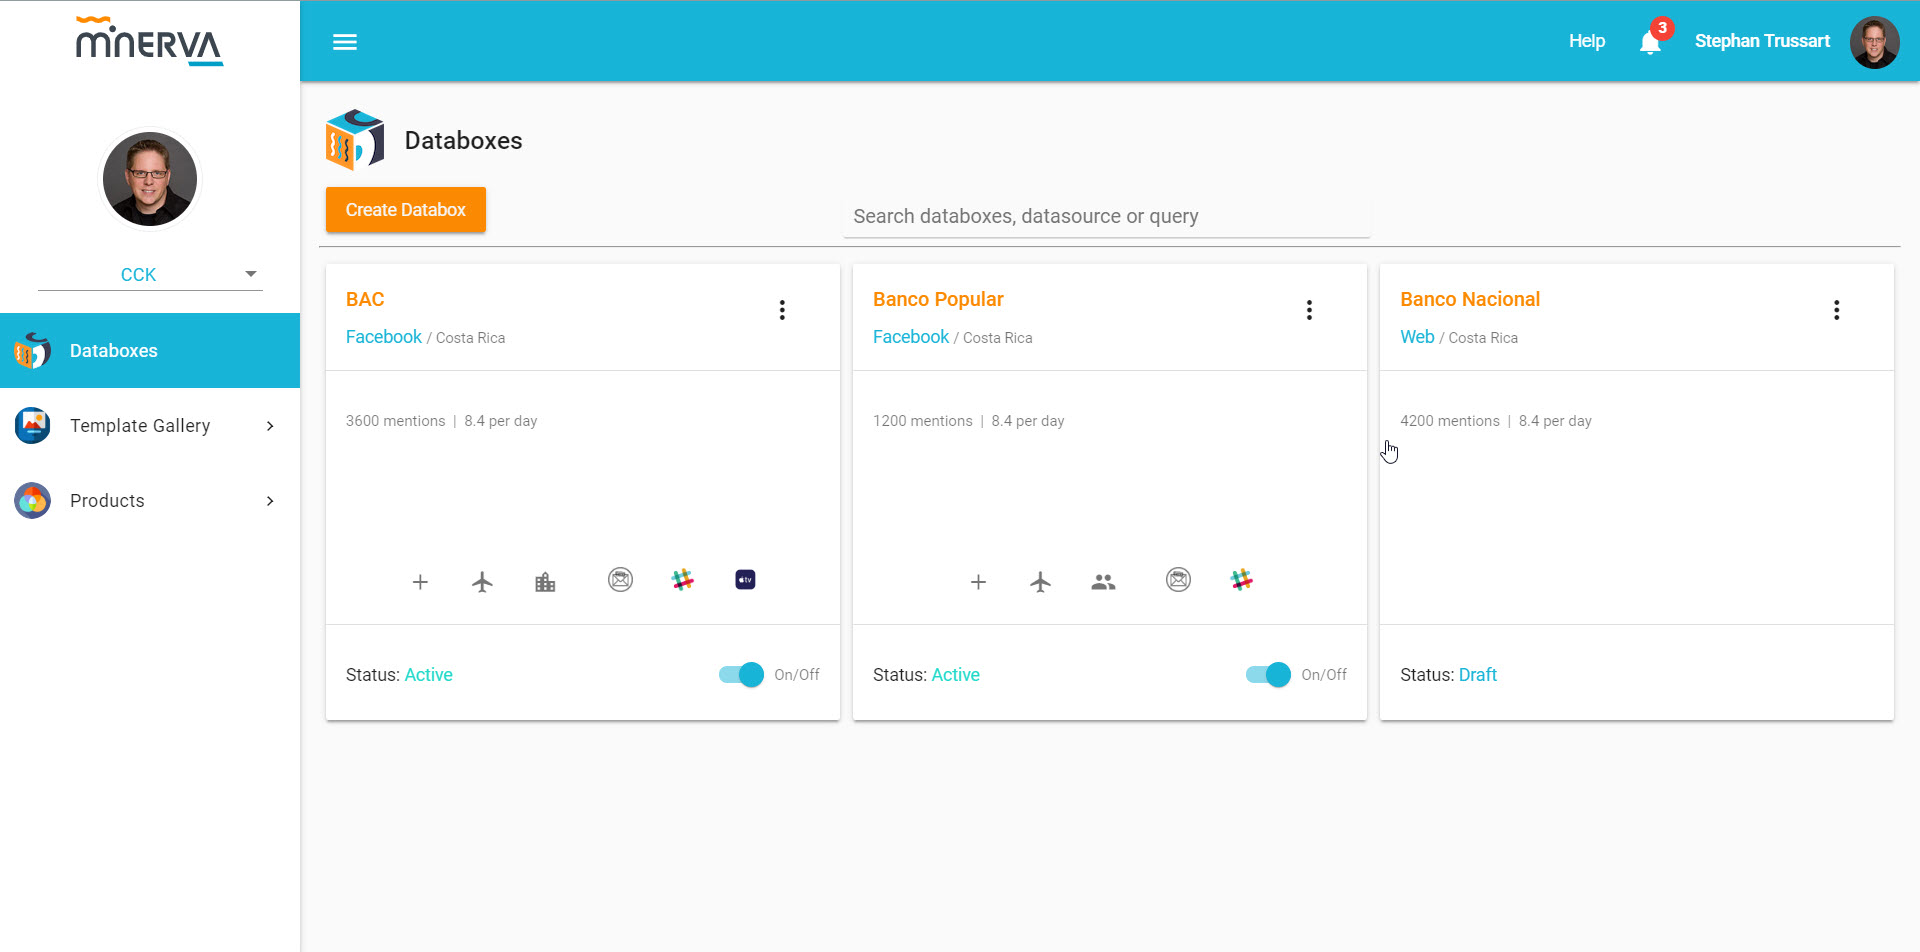 MINERVA
Help
3
Stephan Trussart
CCK
Databoxes
Template Gallery
Products
Databoxes
Create Databox
Search databoxes, datasource or query
BAC
Facebook / Costa Rica
3600 mentions | 8.4 per day
tv
Status: Active
On/Off
Banco Popular
Facebook / Costa Rica
1200 mentions | 8.4 per day
Status: Active
On/Off
Banco Nacional
Web / Costa Rica
4200 mentions | 8.4 per day
Status: Draft